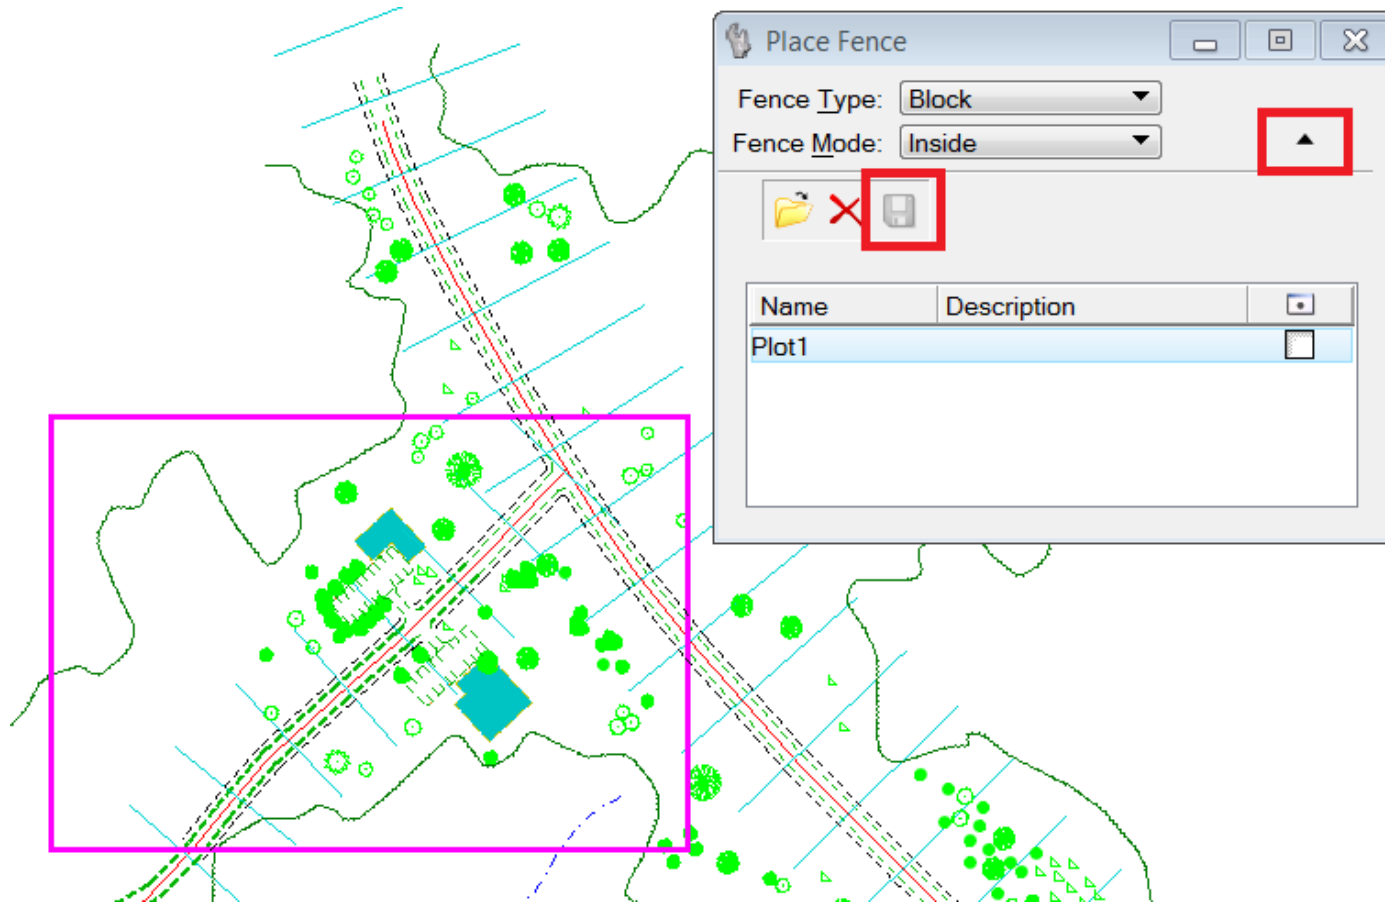 Place Fence
Fence Type: Block
Fence Mode: Inside
Name Description
Plot1